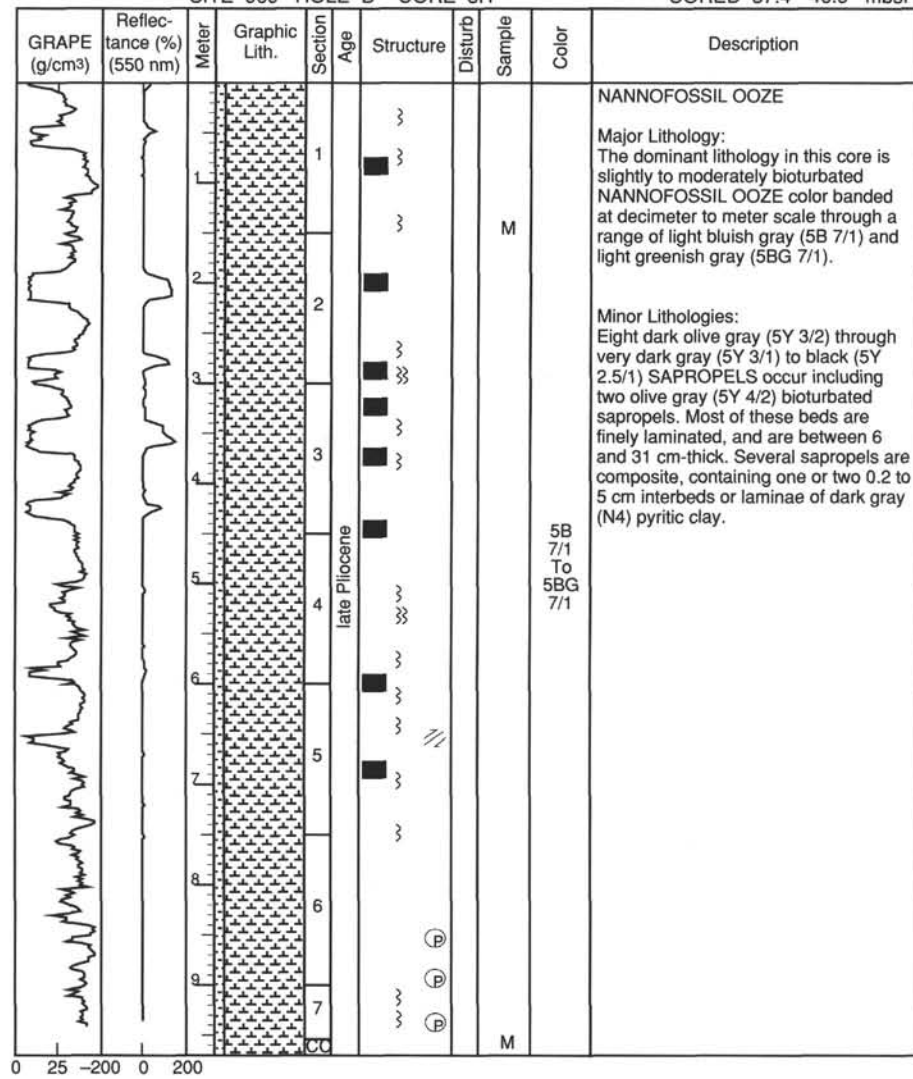 GRAPE
(g/cm3)
Reflec-
tance (%)
(550 nm)
Meter
Graphic
Lith.
Section
Age
Structure
Disturb
Sample
Color
Description
1
2
3
4
5
6
7
8
9
1
2
3
4
5
6
7
CC
late Pliocene
P
P
P
M
M
5B
7/1
To
5BG
7/1
NANNOFOSSIL OOZE
Major Lithology:
The dominant lithology in this core is
slightly to moderately bioturbated
NANNOFOSSIL OOZE color banded
at decimeter to meter scale through a
range of light bluish gray (5B 7/1) and
light greenish gray (5BG 7/1).
Minor Lithologies:
Eight dark olive gray (5Y 3/2) through
very dark gray (5Y 3/1) to black (5Y
2.5/1) SAPROPELS occur including
two olive gray (5Y 4/2) bioturbated
sapropels. Most of these beds are
finely laminated, and are between 6
and 31 cm-thick. Several sapropels are
composite, containing one or two 0.2 to
5 cm interbeds or laminae of dark gray
(N4) pyritic clay.
0 25 −200 0 200